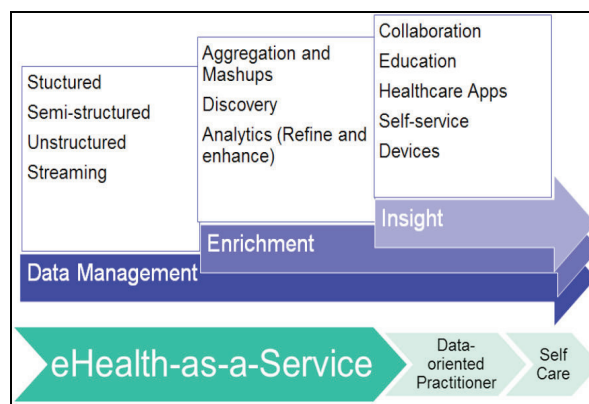 Stuctured
Semi-structured
Unstructured
Streaming
Data Management
Aggregation and
Mashups
Discovery
Analytics (Refine and
enhance)
Enrichment
Collaboration
Education
Healthcare Apps
Self-service
Devices
Insight
eHealth-as-a-Service
Data-
oriented
Practitioner
Self
Care